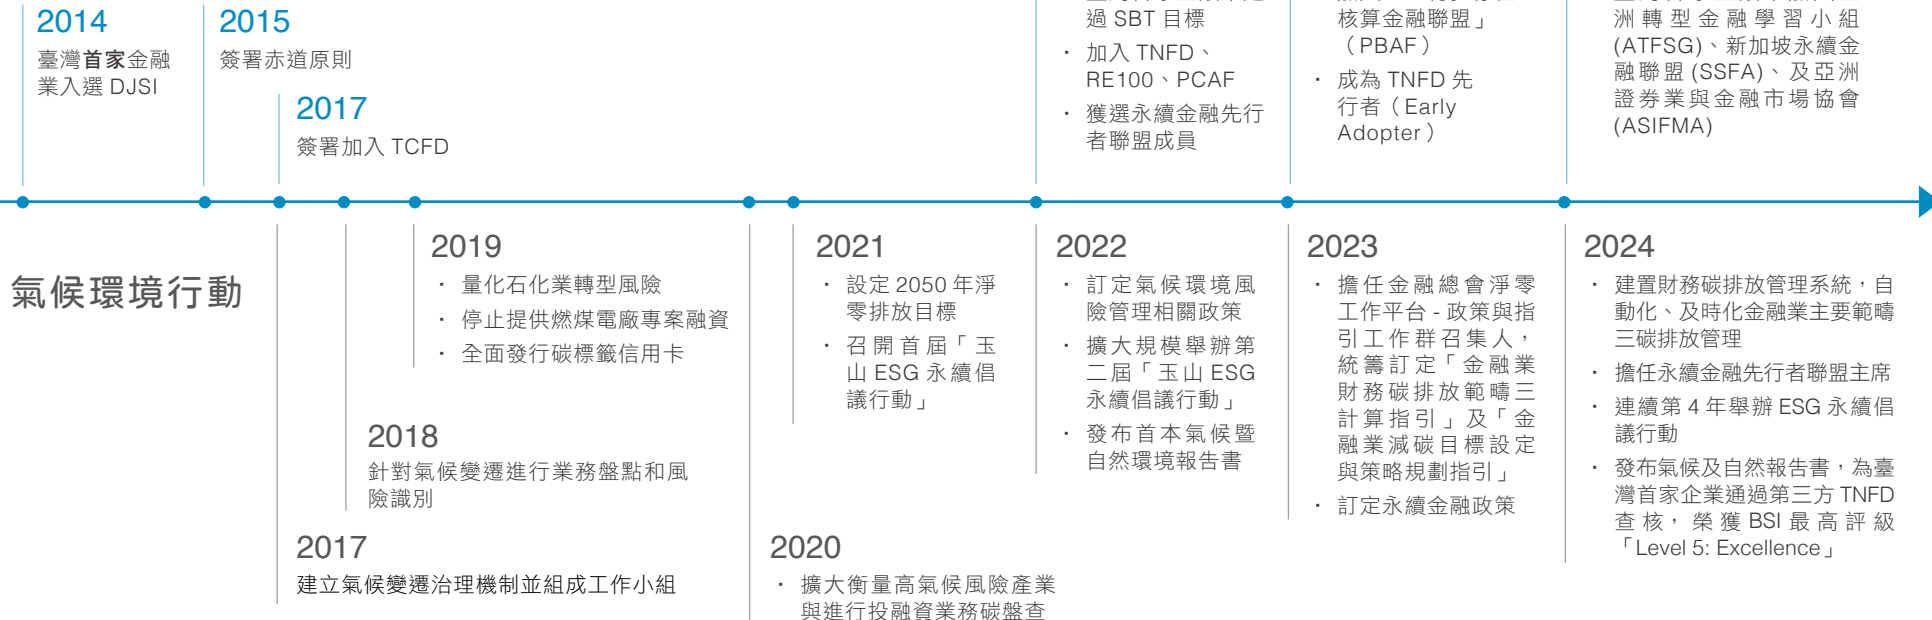 2014
臺灣首家金融
業入選 DJSI
2015
簽署赤道原則
2017
簽署加入 TCFD
過 SBT 目標
· 加入 TNFD、
RE100、PCAF
· 獲選永續金融先行
者聯盟成員
核算金融聯盟」
（PBAF）
· 成為 TNFD 先
行者（Early
Adopter）
洲轉型金融學習小組
(ATFSG)、新加坡永續金
融聯盟 (SSFA)、及亞洲
證券業與金融市場協會
(ASIFMA)
氣候環境行動
2017
建立氣候變遷治理機制並組成工作小組
2018
針對氣候變遷進行業務盤點和風
險識別
2019
· 量化石化業轉型風險
· 停止提供燃煤電廠專案融資
· 全面發行碳標籤信用卡
2020
· 擴大衡量高氣候風險產業
與進行投融資業務碳盤查
2021
· 設定 2050 年淨
零排放目標
· 召開首屆「玉
山 ESG 永續倡
議行動」
2022
· 訂定氣候環境風
險管理相關政策
· 擴大規模舉辦第
二屆「玉山 ESG
永續倡議行動」
· 發布首本氣候暨
自然環境報告書
2023
· 擔任金融總會淨零
工作平台 - 政策與指
引工作群召集人，
統籌訂定「金融業
財務碳排放範疇三
計算指引」及「金
融業減碳目標設定
與策略規劃指引」
· 訂定永續金融政策
2024
· 建置財務碳排放管理系統，自
動化、及時化金融業主要範疇
三碳排放管理
· 擔任永續金融先行者聯盟主席
· 連續第 4 年舉辦 ESG 永續倡
議行動
· 發布氣候及自然報告書，為臺
灣首家企業通過第三方 TNFD
查核，榮獲 BSI 最高評級
「Level 5: Excellence」